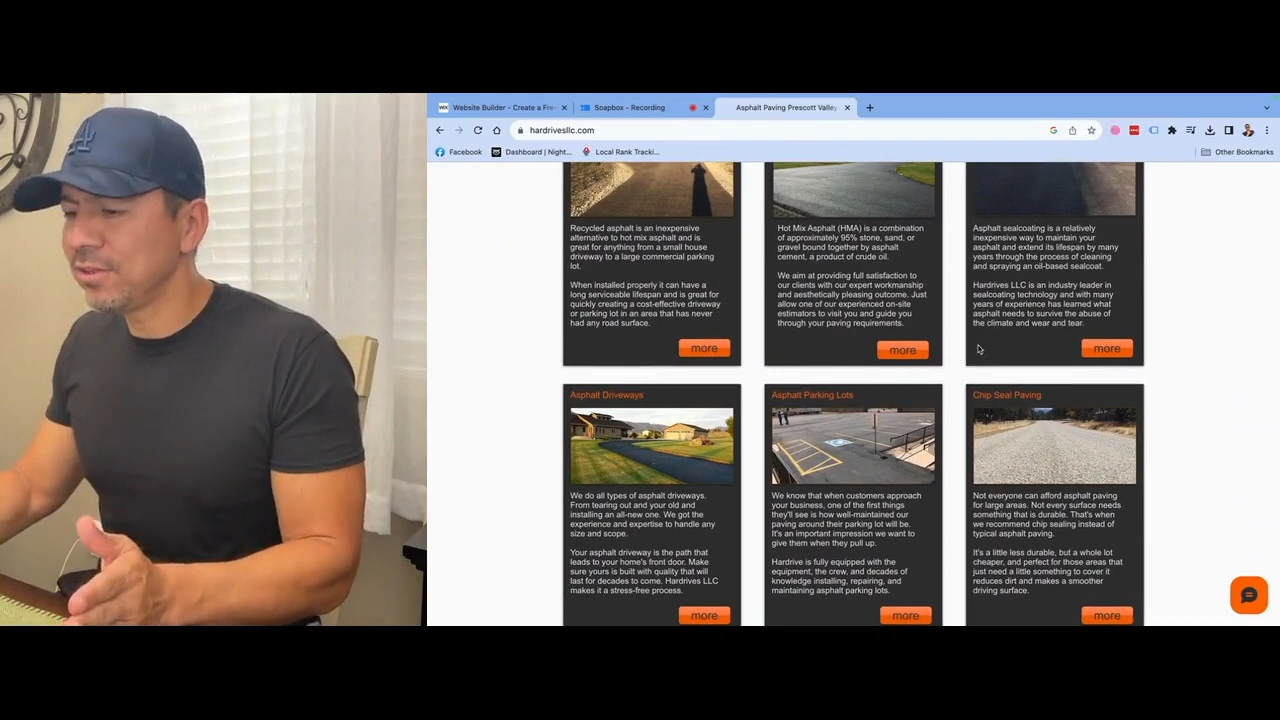 Website Builder - Create a Fre
Soapbox - Recording
Asphalt Paving Prescott Valley
hardrivesllc.com
Facebook
Dashboard | Night...
Local Rank Tracki...
Other Bookmarks
Recycled asphalt is an inexpensive
alternative to hot mix asphalt and is
great for anything from a small house
driveway to a large commercial parking
lot.
When installed properly it can have a
long serviceable lifespan and is great for
quickly creating a cost-effective driveway
or parking lot in an area that has never
had any road surface.
more
Hot Mix Asphalt (HMA) is a combination
of approximately 95% stone, sand, or
gravel bound together by asphalt
cement, a product of crude oil.
We aim at providing full satisfaction to
our clients with our expert workmanship
and aesthetically pleasing outcome. Just
allow one of our experienced on-site
estimators to visit you and guide you
through your paving requirements.
more
Asphalt sealcoating is a relatively
inexpensive way to maintain your
asphalt and extend its lifespan by many
years through the process of cleaning
and spraying an oil-based sealcoat.
Hardrives LLC is an industry leader in
sealcoating technology and with many
years of experience has learned what
asphalt needs to survive the abuse of
the climate and wear and tear.
more
Asphalt Driveways
We do all types of asphalt driveways.
From tearing out and your old and
installing an all-new one. We got the
experience and expertise to handle any
size and scope.
Your asphalt driveway is the path that
leads to your home's front door. Make
sure yours is built with quality that will
last for decades to come. Hardrives LLC
makes it a stress-free process.
more
Asphalt Parking Lots
We know that when customers approach
your business, one of the first things
they'll see is how well-maintained our
paving around their parking lot will be.
It's an important impression we want to
give them when they pull up.
Hardrive is fully equipped with the
equipment, the crew, and decades of
knowledge installing, repairing, and
maintaining asphalt parking lots.
more
Chip Seal Paving
Not everyone can afford asphalt paving
for large areas. Not every surface needs
something that is durable. That's when
we recommend chip sealing instead of
typical asphalt paving.
It's a little less durable, but a whole lot
cheaper, and perfect for those areas that
just need a little something to cover it
reduces dirt and makes a smoother
driving surface.
more